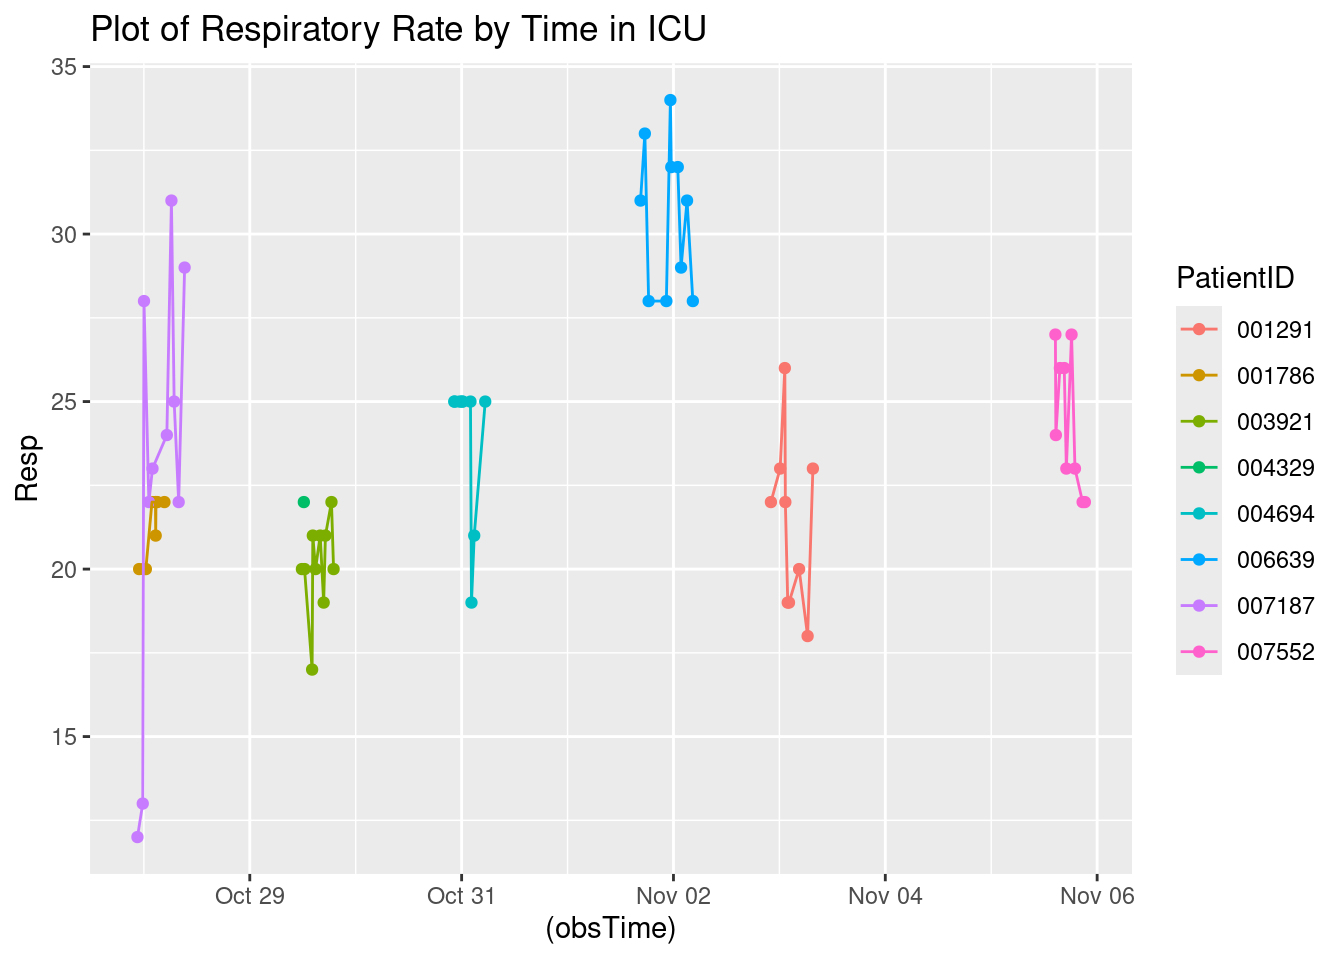 Plot of Respiratory Rate by Time in ICU
35
30
25
20
15
Resp
Oct 29
Oct 31
Nov 02
Nov 04
Nov 06
(obsTime)
PatientID
001291
001786
003921
004329
004694
006639
007187
007552